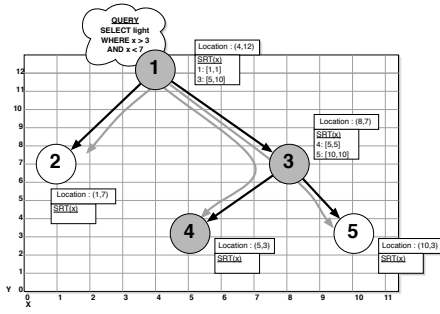 QUERY
SELECT light
WHERE x > 3
AND x < 7
Location : (4,12)
SRT(x)
1: [1,1]
3: [5,10]
1
Location : (8,7)
SRT(x)
4: [5,5]
5: [10,10]
2
3
Location : (1,7)
SRT(x)
4
5
Location : (5,3)
SRT(x)
Location : (10,3)
SRT(x)
12
11
10
9
8
7
6
5
4
3
2
1
Y 0
0 1 2 3 4 5 6 7 8 9 10 11
X